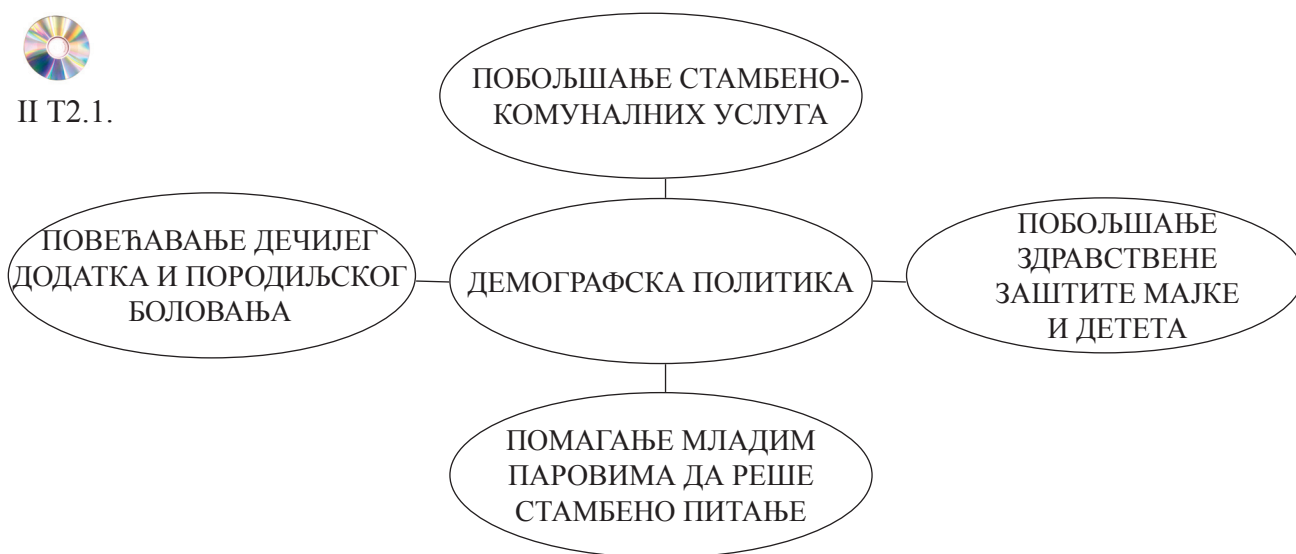 II Т2.1.
ПОБОЉШАЊЕ СТАМБЕНО-
КОМУНАЛНИХ УСЛУГА
ПОВЕЋАВАЊЕ ДЕЧИЈЕГ
ДОДАТКА И ПОРОДИЉСКОГ
БОЛОВАЊА
ДЕМОГРАФСКА ПОЛИТИКА
ПОБОЉШАЊЕ
ЗДРАВСТВЕНЕ
ЗАШТИТЕ МАЈКЕ
И ДЕТЕТА
ПОМАГАЊЕ МЛАДИМ
ПАРОВИМА ДА РЕШЕ
СТАМБЕНО ПИТАЊЕ